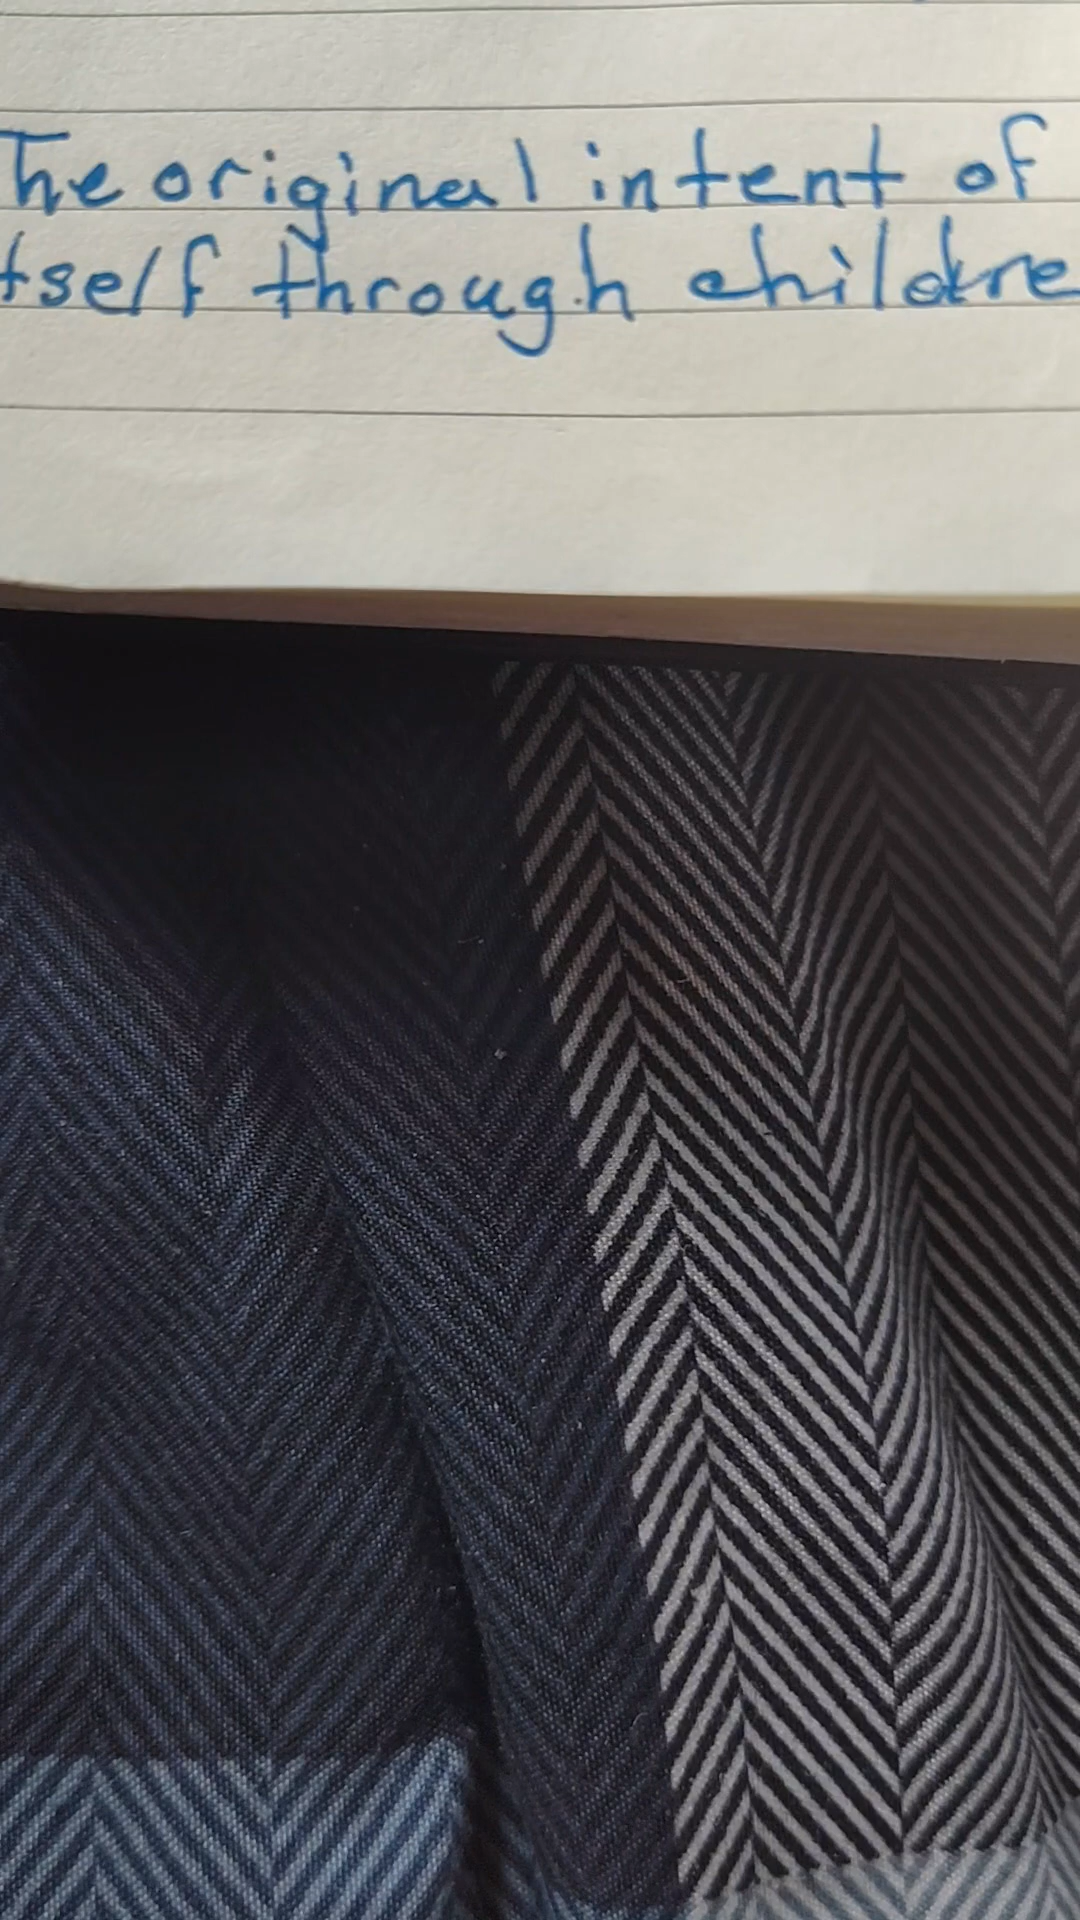 The original intent of
tself through childre